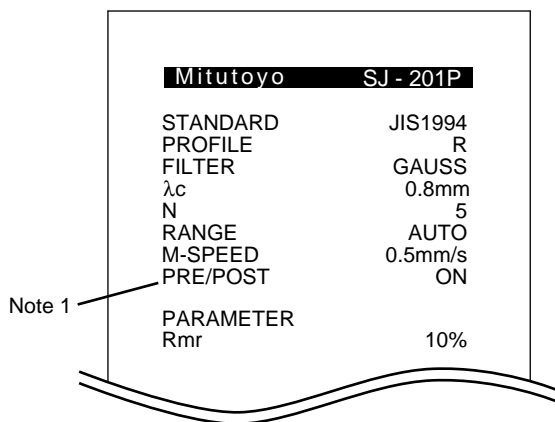 Mitutoyo SJ - 201P
STANDARD JIS1994
PROFILE R
FILTER GAUSS
λc 0.8mm
N 5
RANGE AUTO
M-SPEED 0.5mm/s
PRE/POST ON
Note 1
PARAMETER
Rmr 10%